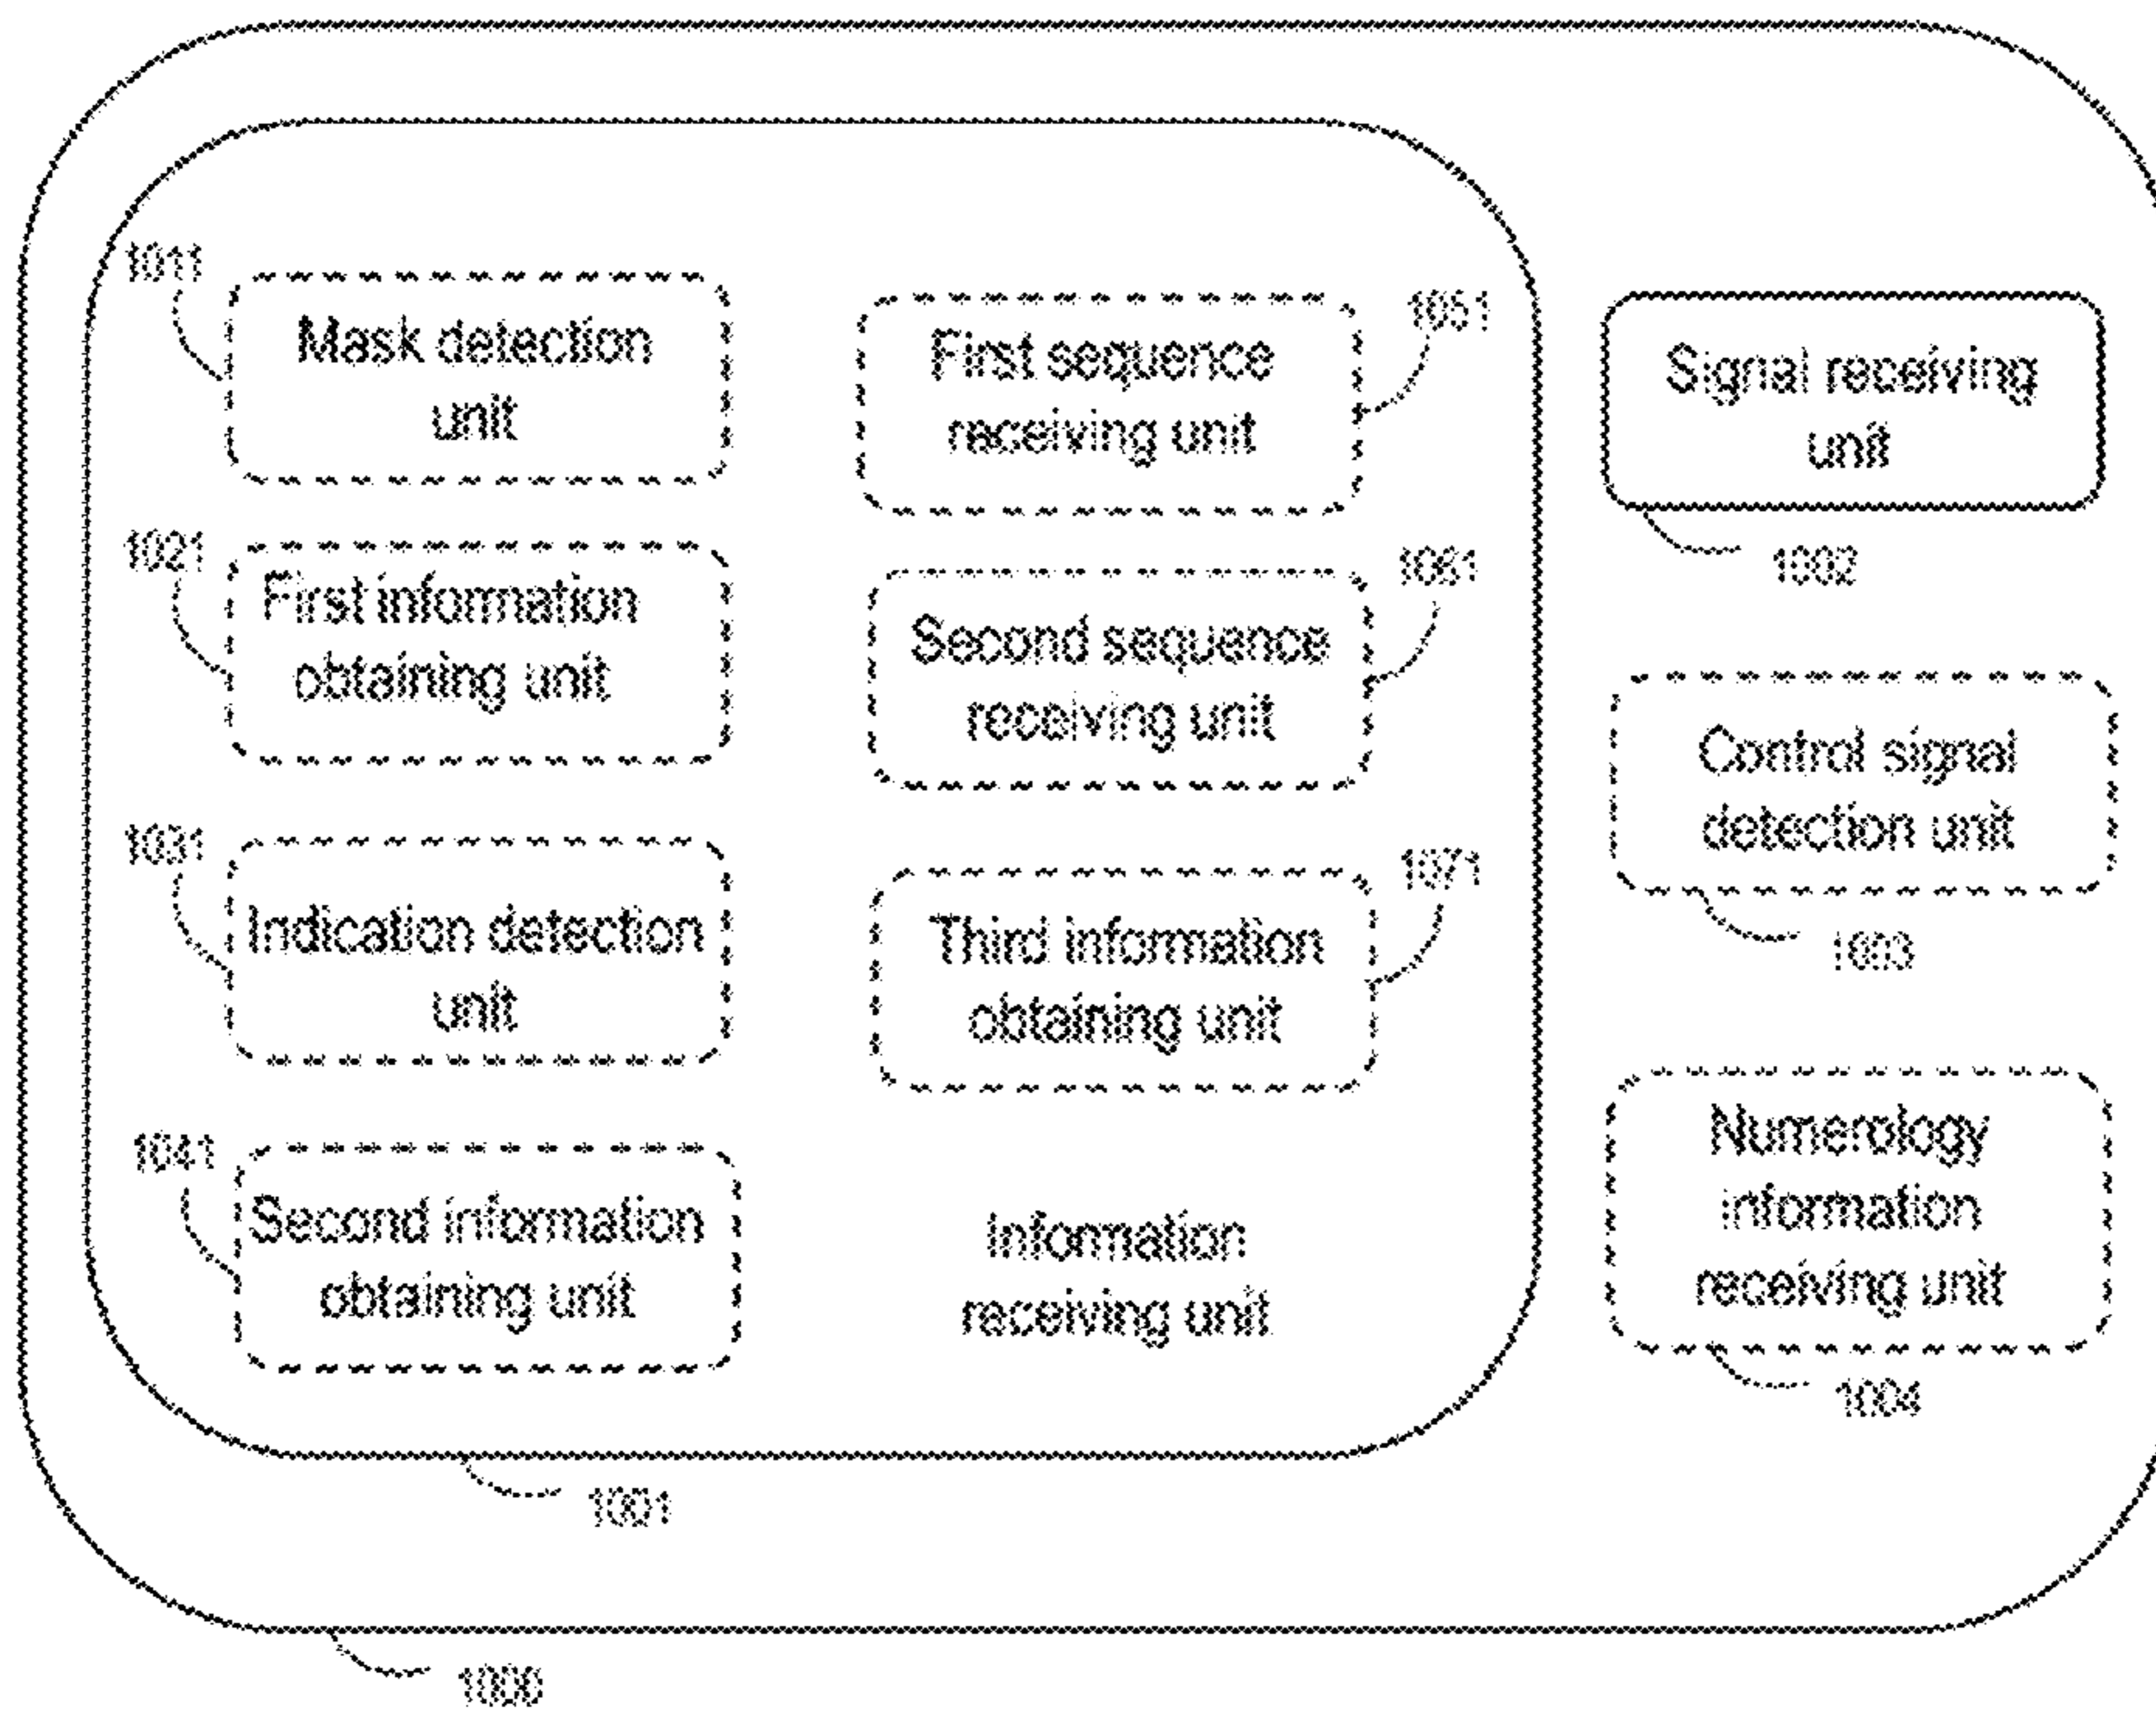 1011
Mask detection
unit
1021
First information
obtaining unit
1031
Indication detection
unit
1041
Second information
obtaining unit
1051
First sequence
receiving unit
1061
Second sequence
receiving unit
1071
Third information
obtaining unit
Information
receiving unit
1001
Signal receiving
unit
1002
Control signal
detection unit
1003
Numerology
information
receiving unit
1004
1000